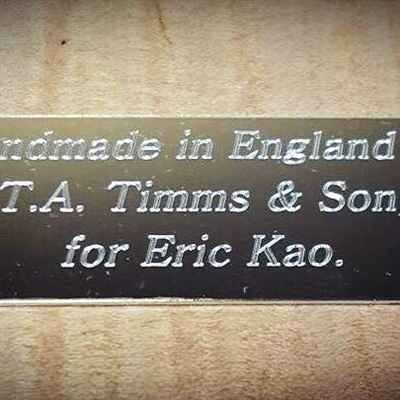 ndmade in England
T.A. Timms & Son,
for Eric Kao.